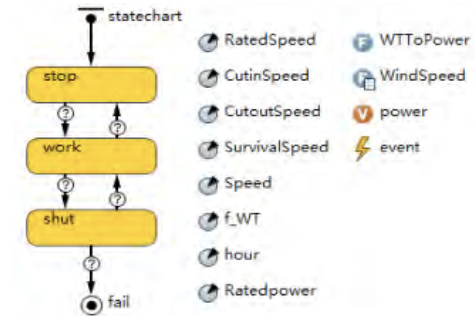 statechart
stop
?
?
work
?
?
shut
?
fail
RatedSpeed
CutinSpeed
CutoutSpeed
SurvivalSpeed
Speed
f_WT
hour
Ratedpower
F WTToPower
F WindSpeed
V power
event